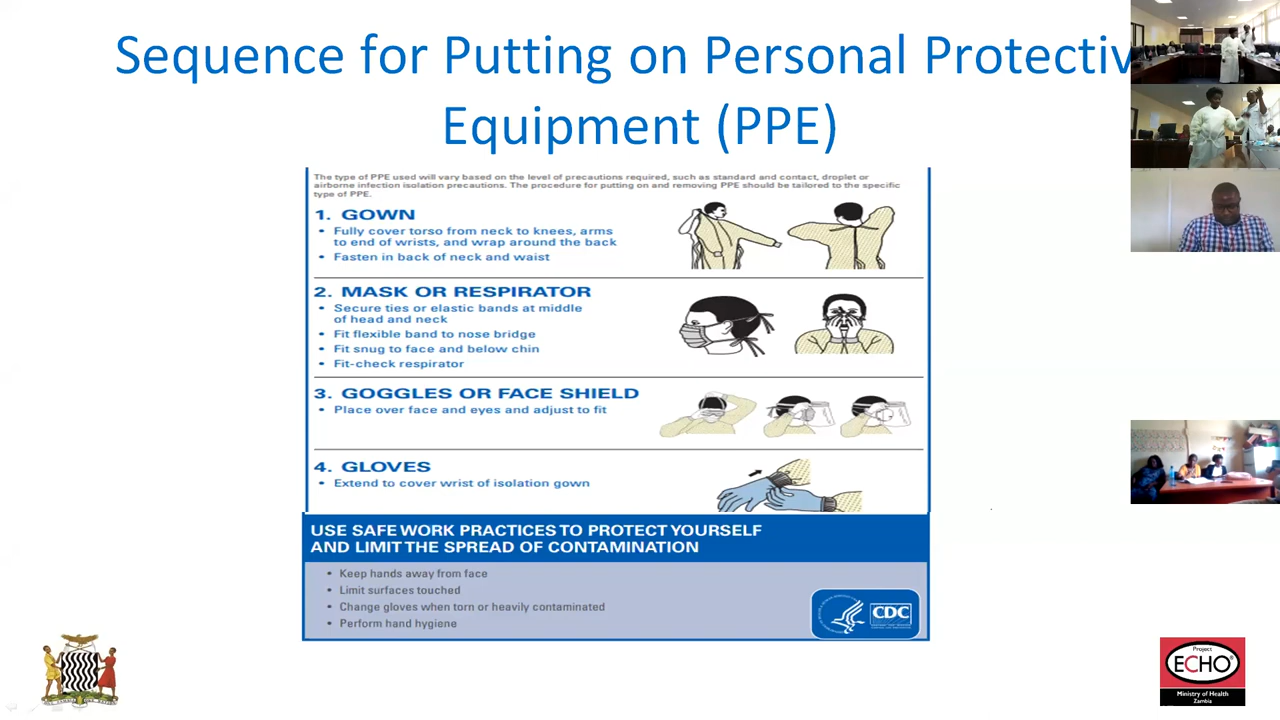 Sequence for Putting on Personal Protectiv
Equipment (PPE)
The type of PPE used will vary based on the level of precautions required, such as standard and contact, droplet or
airborne infection isolation precautions. The procedure for putting on and removing PPE should be tailored to the specific
type of PPE.
1. GOWN
• Fully cover torso from neck to knees, arms
to end of wrists, and wrap around the back
• Fasten in back of neck and waist
2. MASK OR RESPIRATOR
• Secure ties or elastic bands at middle
of head and neck
• Fit flexible band to nose bridge
• Fit snug to face and below chin
• Fit-check respirator
3. GOGGLES OR FACE SHIELD
• Place over face and eyes and adjust to fit
4. GLOVES
• Extend to cover wrist of isolation gown
USE SAFE WORK PRACTICES TO PROTECT YOURSELF
AND LIMIT THE SPREAD OF CONTAMINATION
• Keep hands away from face
• Limit surfaces touched
• Change gloves when torn or heavily contaminated
• Perform hand hygiene
CDC
Project
ECHO
Ministry of Health
Zambia